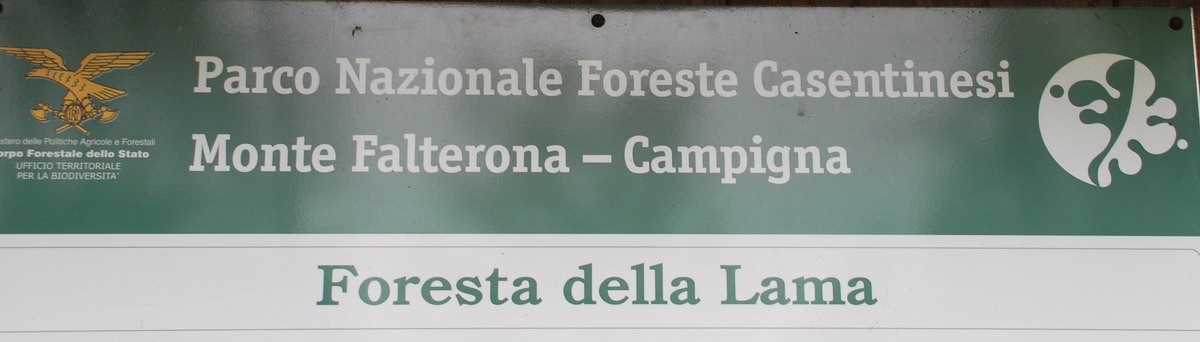 Parco Nazionale Foreste Casentinesi
Monte Falterona – Campigna
delle Politiche Agricole e Forestali
Forestale dello Stato
UFFICIO TERRITORIALE
PER LA BIODIVERSITA'
Foresta della Lama